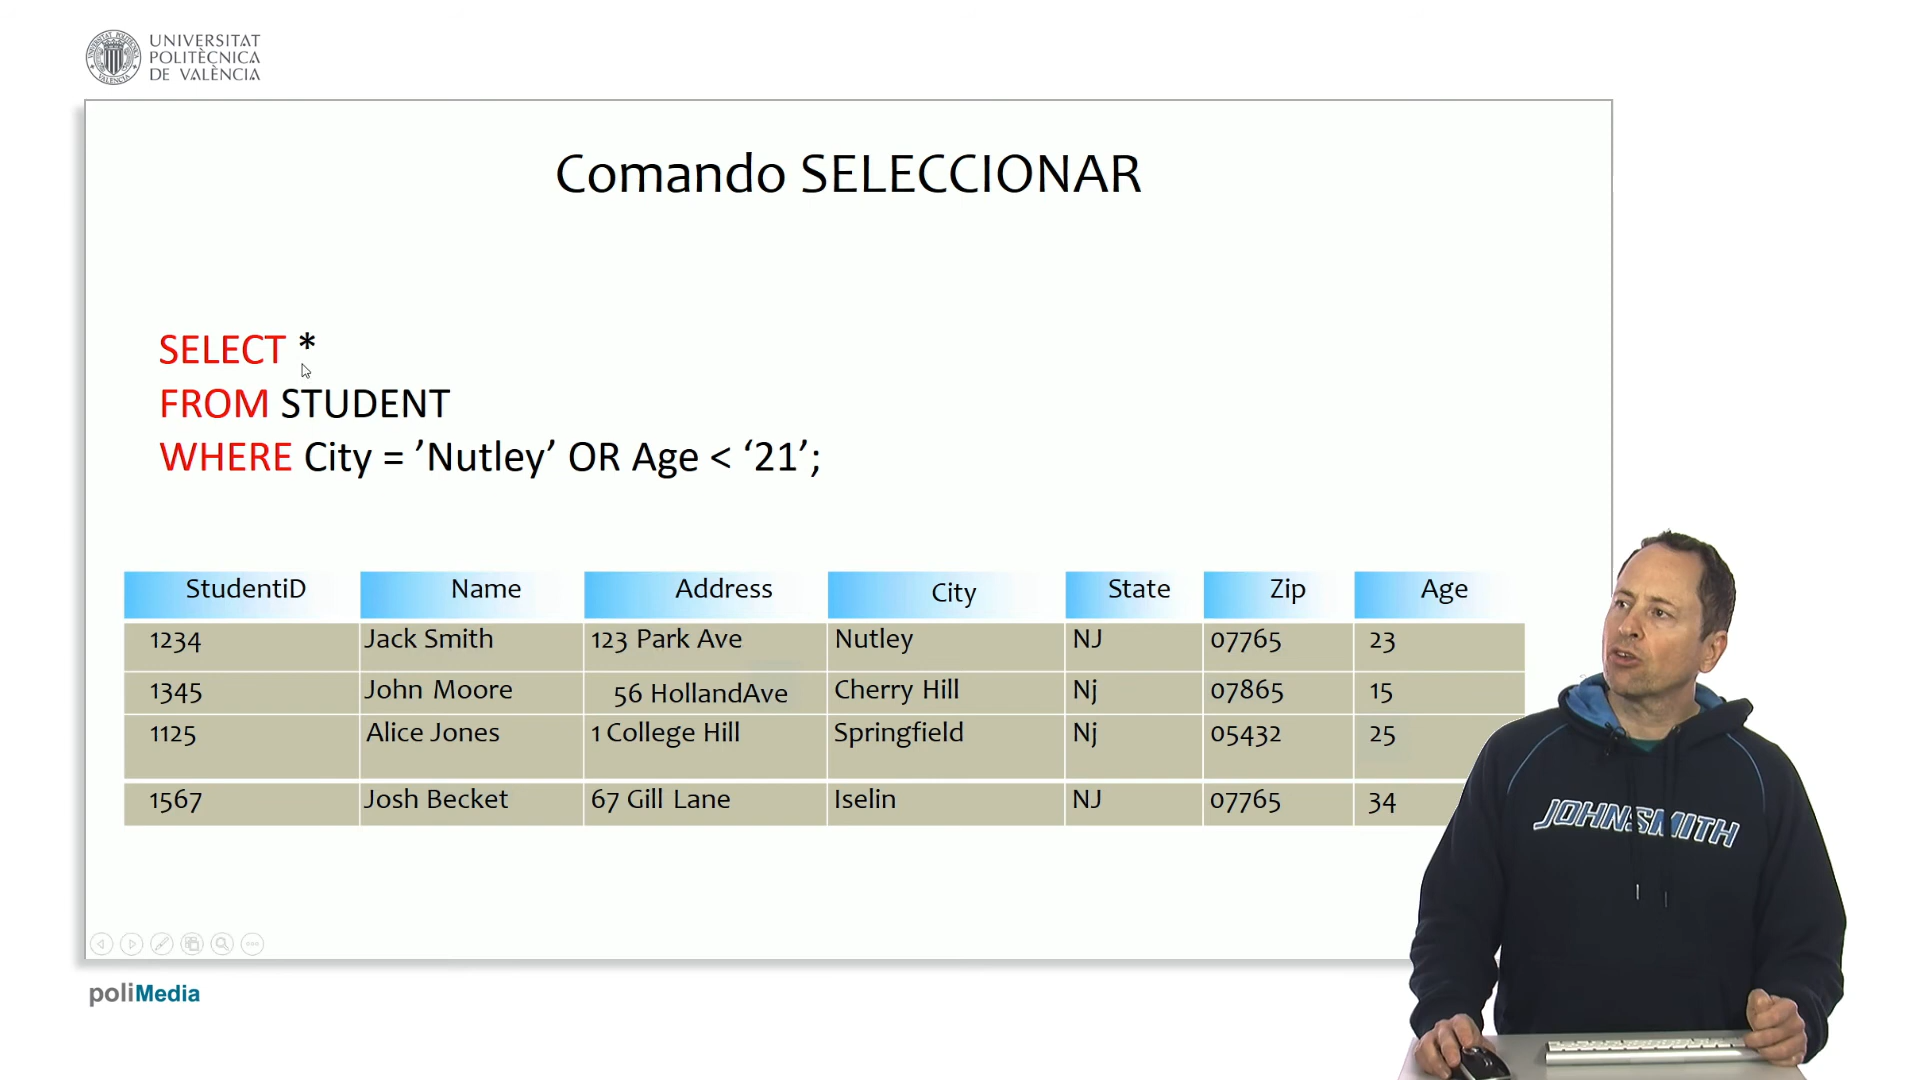 UNIVERSITAT
POLITÈCNICA
DE VALÈNCIA
Comando SELECCIONAR
SELECT *
FROM STUDENT
WHERE City = ’Nutley’ OR Age < ‘21’;
StudentiD Name Address City State Zip Age
1234 Jack Smith 123 Park Ave Nutley NJ 07765 23
1345 John Moore 56 HollandAve Cherry Hill Nj 07865 15
1125 Alice Jones 1 College Hill Springfield Nj 05432 25
1567 Josh Becket 67 Gill Lane Iselin NJ 07765 34
JOHNSMITH
poliMedia